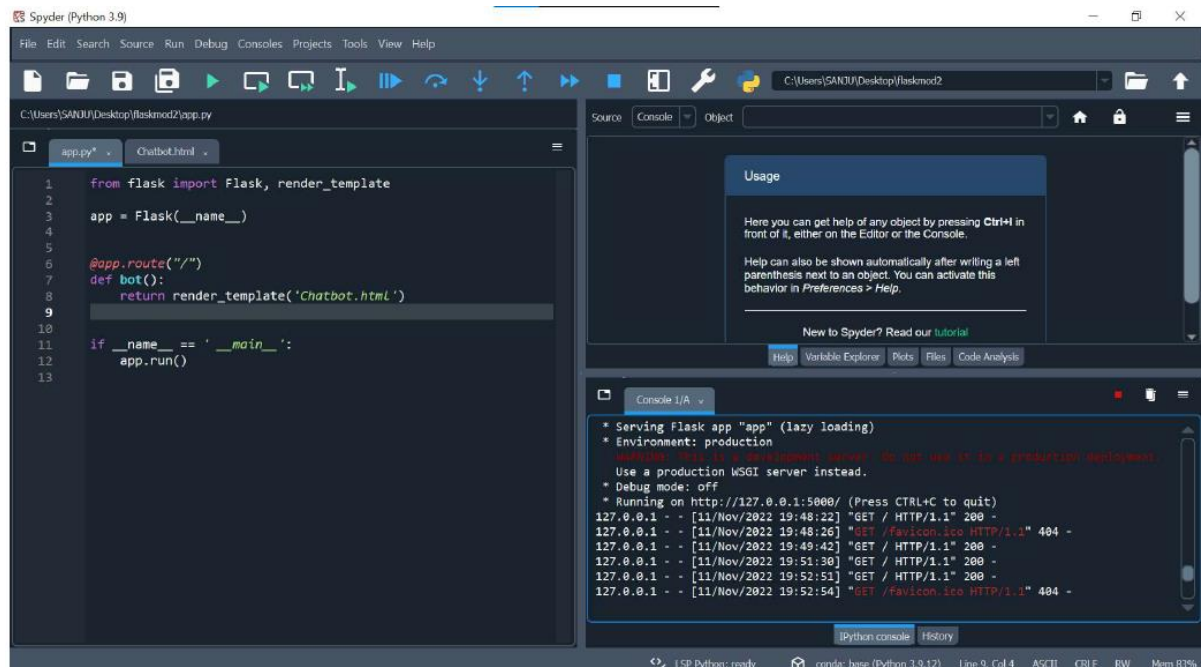 Spyder (Python 3.9)
File Edit Search Source Run Debug Consoles Projects Tools View Help
C:\Users\SANJU\Desktop\flaskmod2
C:\Users\SANJU\Desktop\flaskmod2\app.py
app.py* Chatbot.html
1 from flask import Flask, render_template
2
3 app = Flask(__name__)
4
5
6 @app.route("/")
7 def bot():
8 return render_template('Chatbot.html')
9
10
11 if __name__ == ' __main__':
12 app.run()
13
Source Console Object
Usage
Here you can get help of any object by pressing Ctrl+I in
front of it, either on the Editor or the Console.
Help can also be shown automatically after writing a left
parenthesis next to an object. You can activate this
behavior in Preferences > Help.
New to Spyder? Read our tutorial
Help Variable Explorer Plots Files Code Analysis
Console 1/A
* Serving Flask app "app" (lazy loading)
* Environment: production
WARNING: This is a development server. Do not use it in a production deployment.
Use a production WSGI server instead.
* Debug mode: off
* Running on http://127.0.0.1:5000/ (Press CTRL+C to quit)
127.0.0.1 - - [11/Nov/2022 19:48:22] "GET / HTTP/1.1" 200 -
127.0.0.1 - - [11/Nov/2022 19:48:26] "GET /favicon.ico HTTP/1.1" 404 -
127.0.0.1 - - [11/Nov/2022 19:49:42] "GET / HTTP/1.1" 200 -
127.0.0.1 - - [11/Nov/2022 19:51:30] "GET / HTTP/1.1" 200 -
127.0.0.1 - - [11/Nov/2022 19:52:51] "GET / HTTP/1.1" 200 -
127.0.0.1 - - [11/Nov/2022 19:52:54] "GET /favicon.ico HTTP/1.1" 404 -
IPython console History
LSP Python: ready conda: base (Python 3.9.12) Line 9, Col 4 ASCII CRLF RW Mem 81%